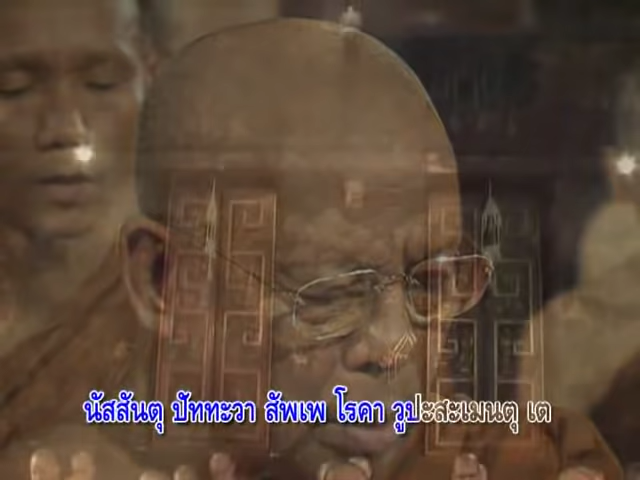 นัสสันตุ ปัททะวา สัพเพ โรคา วูปะสะเมนตุ เต